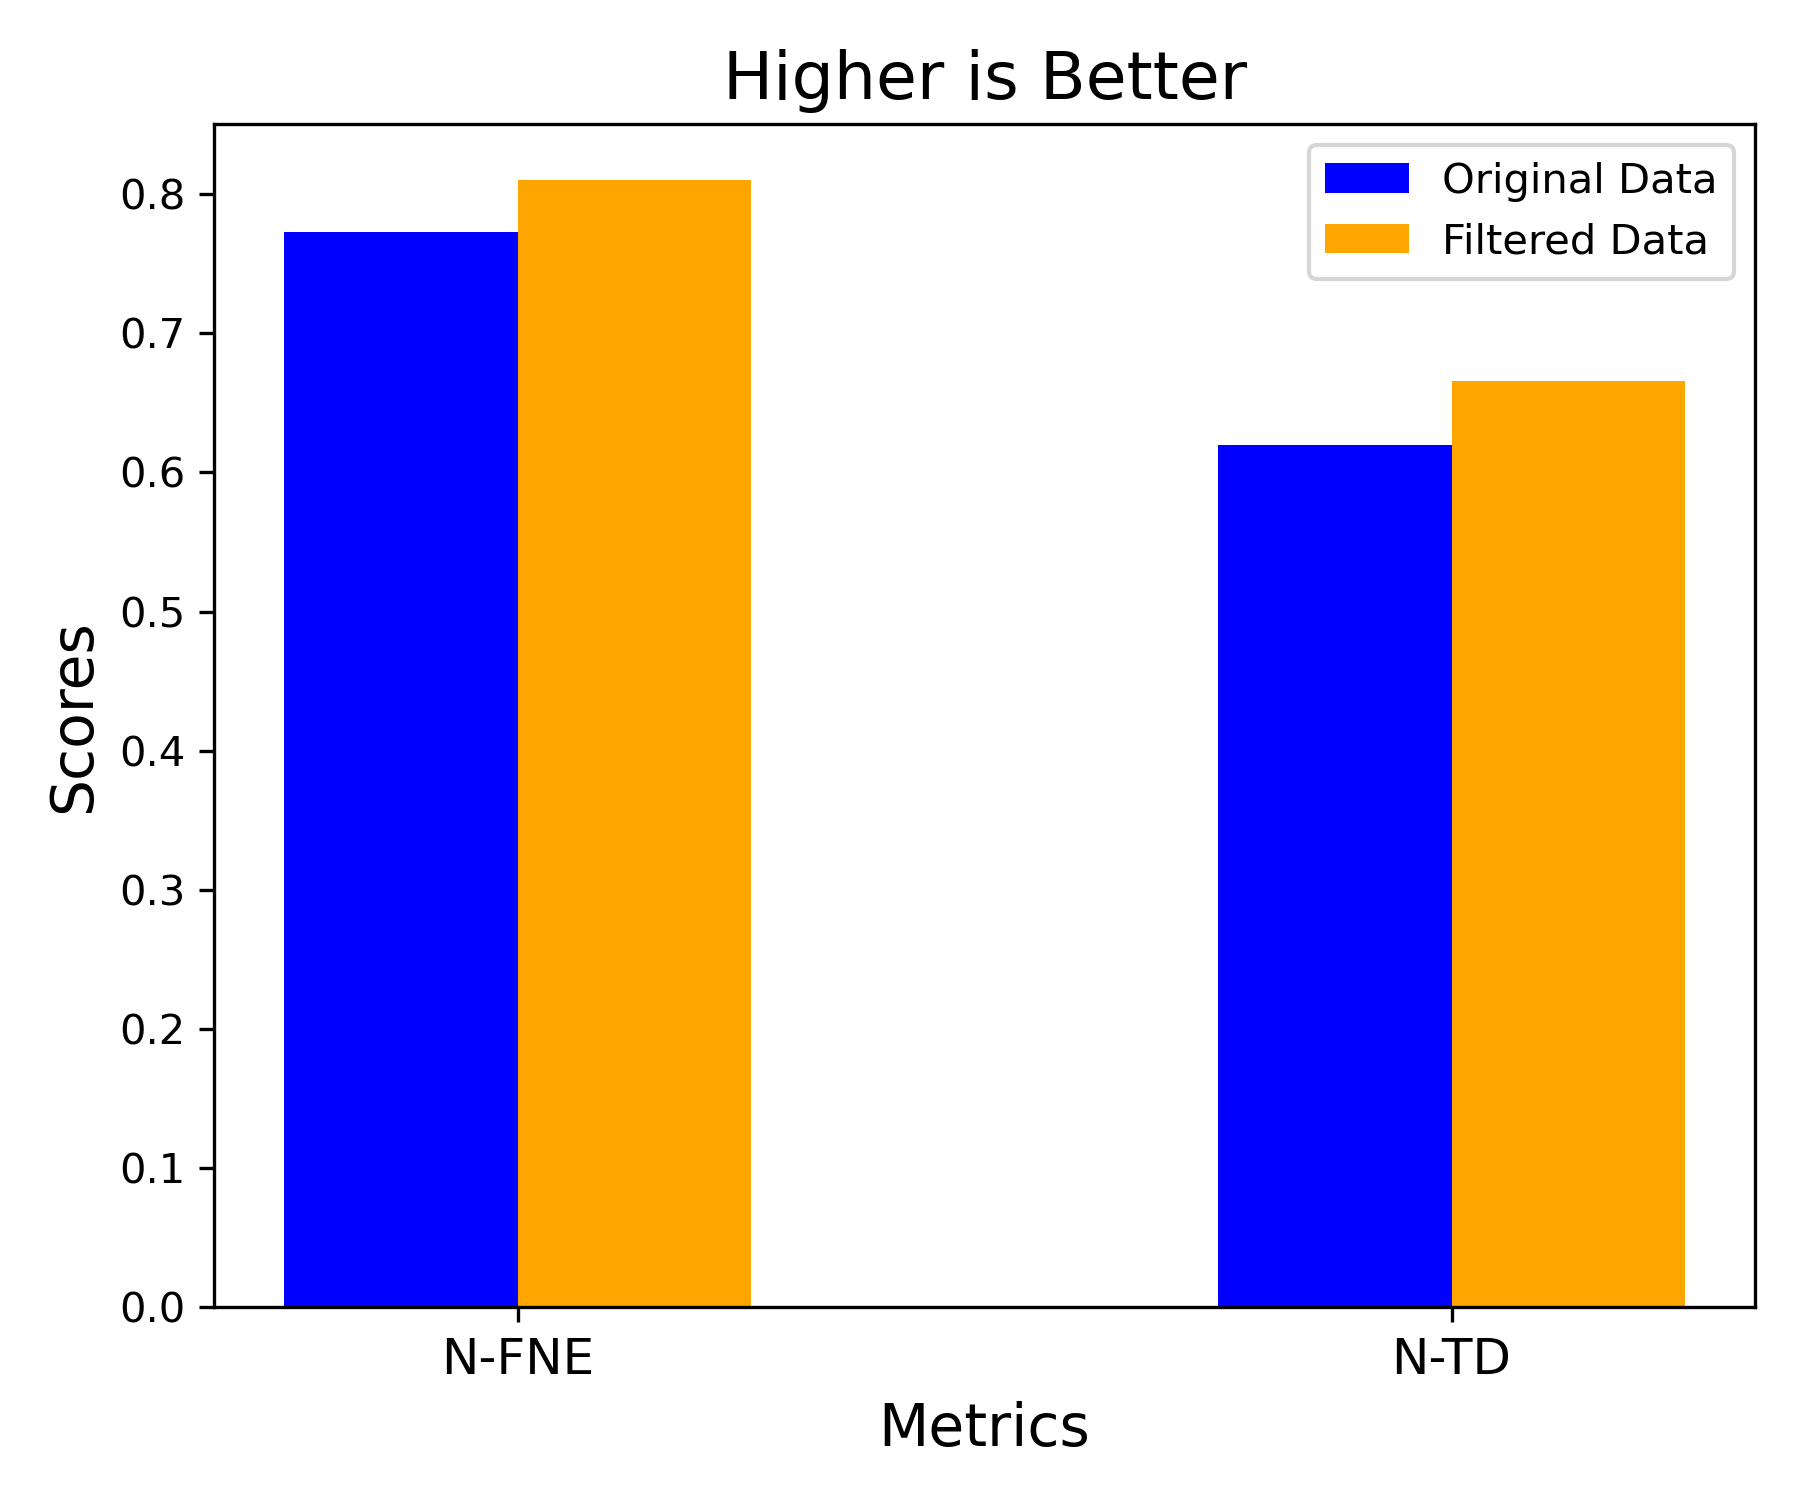 Higher is Better
Original Data
Filtered Data
0.8
0.7
0.6
0.5
0.4
0.3
0.2
0.1
0.0
Scores
N-FNE
N-TD
Metrics